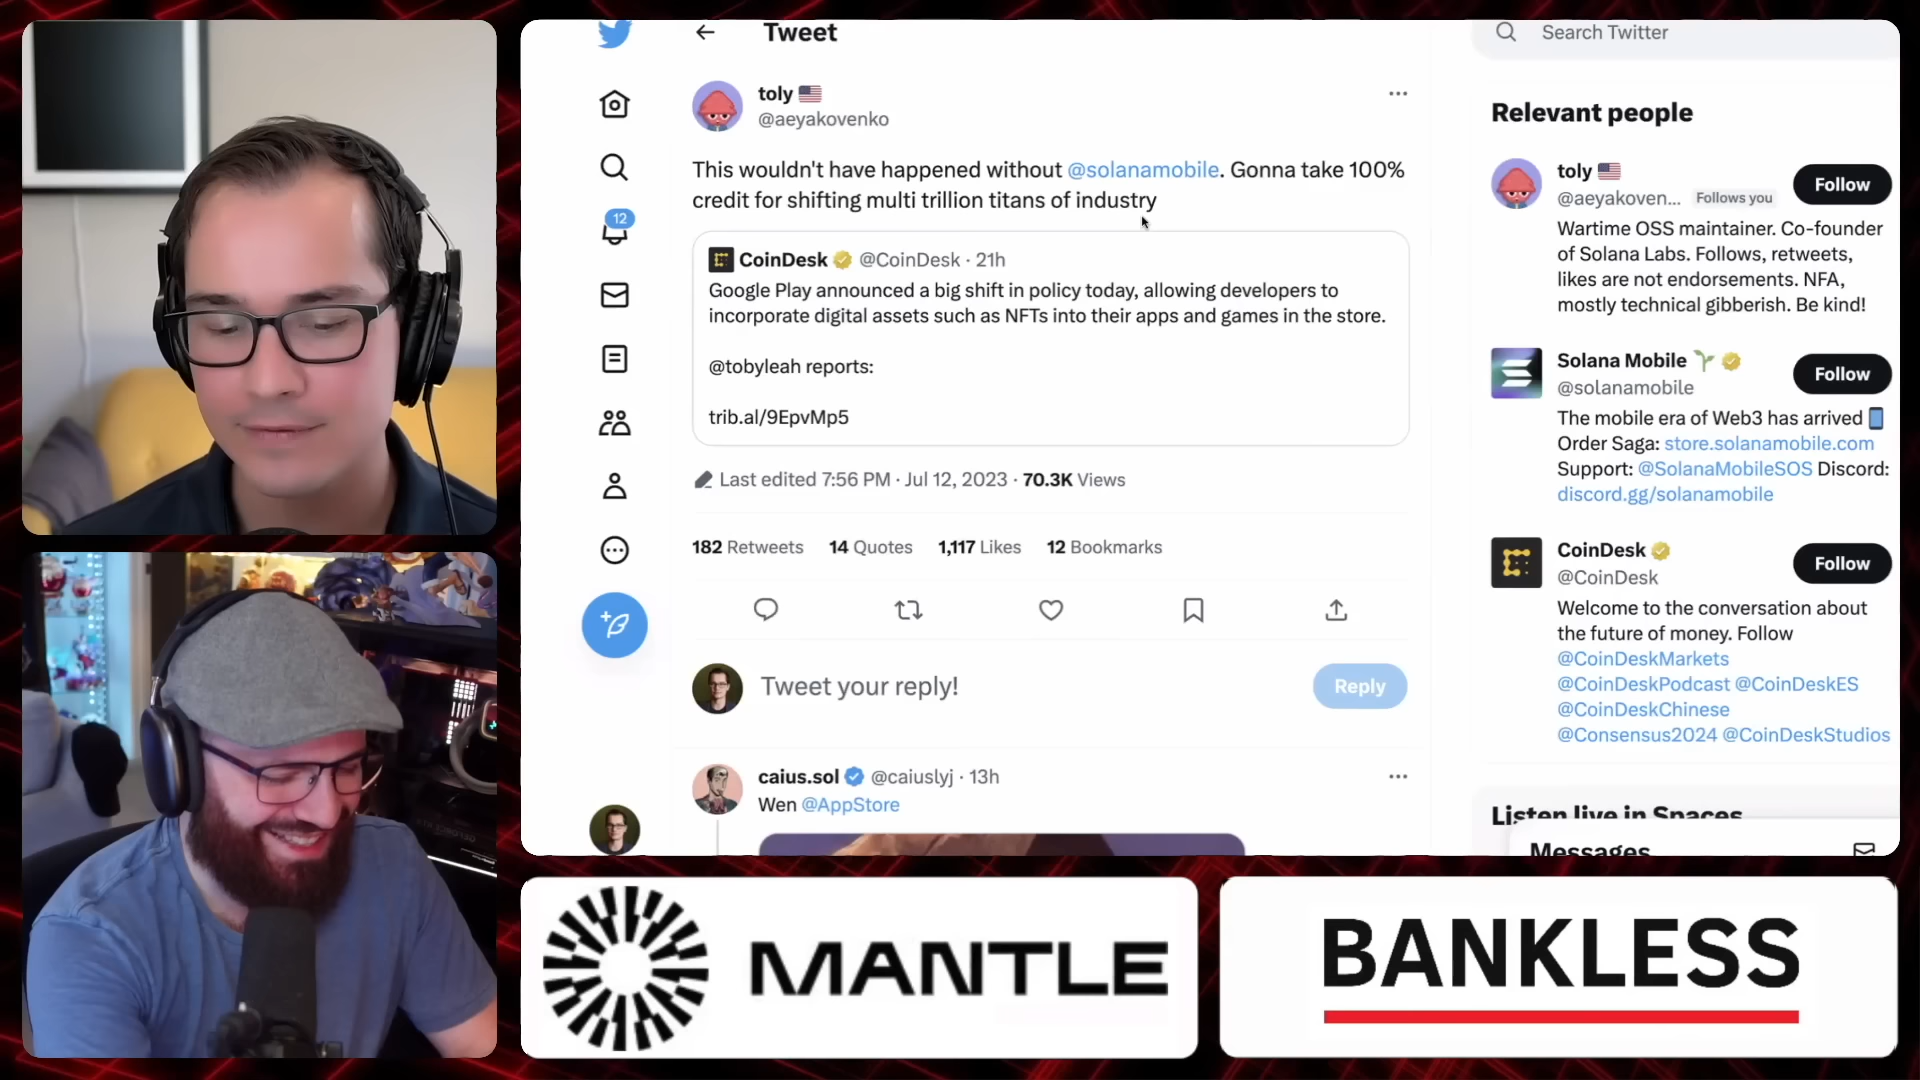 Tweet
toly
@aeyakovenko
This wouldn't have happened without @solanamobile. Gonna take 100%
credit for shifting multi trillion titans of industry
CoinDesk @CoinDesk · 21h
Google Play announced a big shift in policy today, allowing developers to
incorporate digital assets such as NFTs into their apps and games in the store.
@tobyleah reports:
trib.al/9EpvMp5
Last edited 7:56 PM · Jul 12, 2023 · 70.3K Views
182 Retweets 14 Quotes 1,117 Likes 12 Bookmarks
Tweet your reply!
Reply
caius.sol @caiuslyj · 13h
Wen @AppStore
12
Search Twitter
Relevant people
toly
@aeyakoven... Follows you
Follow
Wartime OSS maintainer. Co-founder
of Solana Labs. Follows, retweets,
likes are not endorsements. NFA,
mostly technical gibberish. Be kind!
Solana Mobile
@solanamobile
Follow
The mobile era of Web3 has arrived
Order Saga: store.solanamobile.com
Support: @SolanaMobileSOS Discord:
discord.gg/solanamobile
CoinDesk
@CoinDesk
Follow
Welcome to the conversation about
the future of money. Follow
@CoinDeskMarkets
@CoinDeskPodcast @CoinDeskES
@CoinDeskChinese
@Consensus2024 @CoinDeskStudios
Listen live in Spaces
Messages
MANTLE
BANKLESS